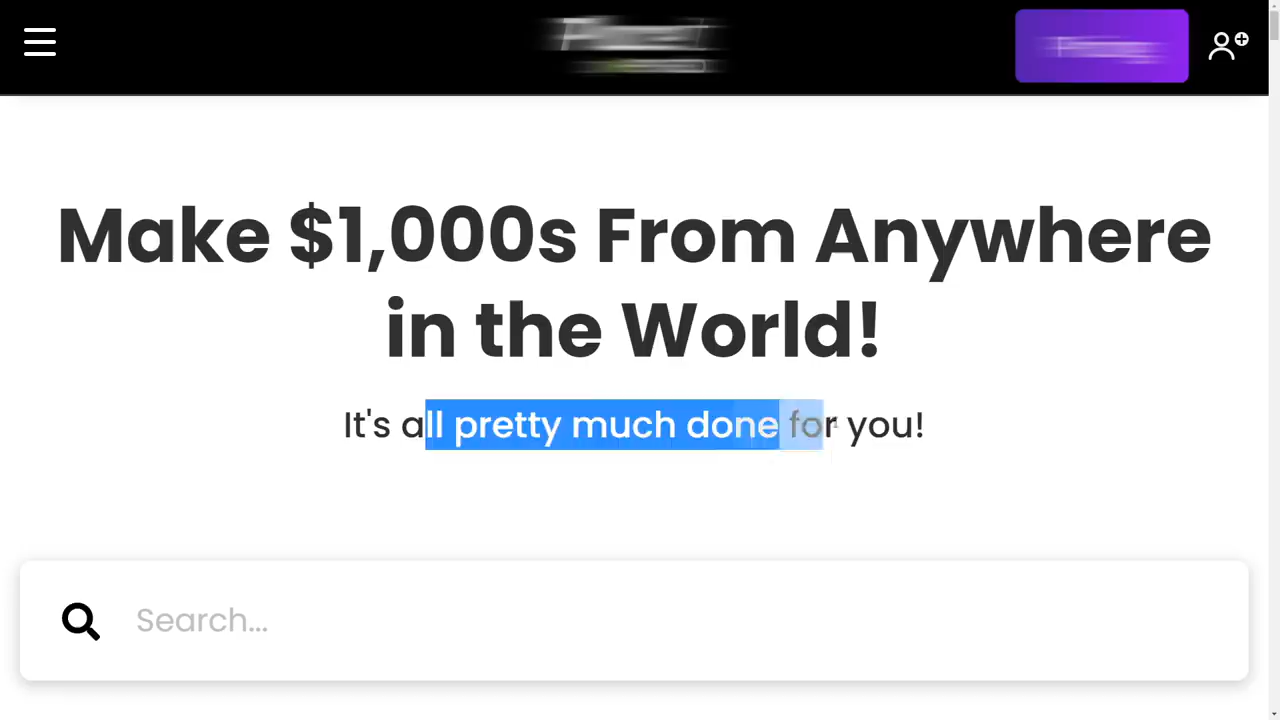 Make $1,000s From Anywhere
in the World!
It's all pretty much done for you!
Search...